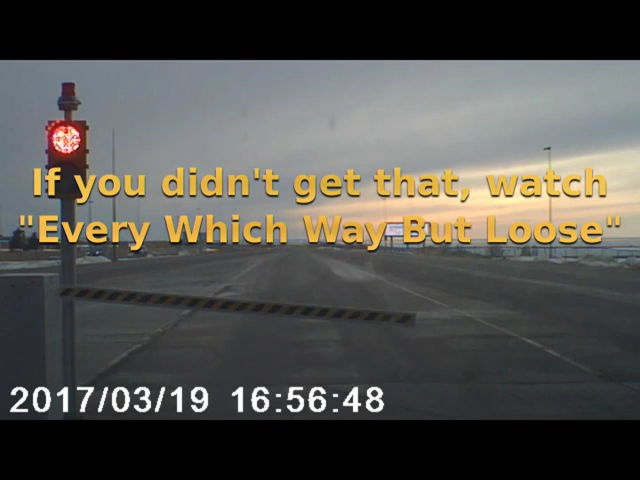 If you didn't get that, watch
"Every Which Way But Loose"
2017/03/19 16:56:48